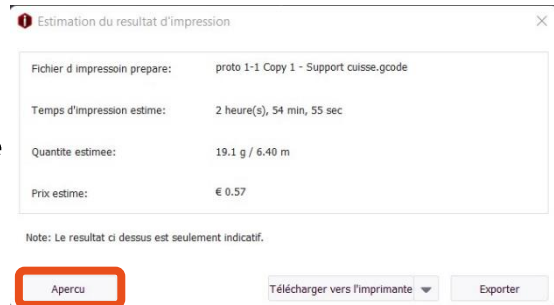 Estimation du resultat d'impression
Fichier d impressoin prepare: proto 1-1 Copy 1 - Support cuisse.gcode
Temps d'impression estime: 2 heure(s), 54 min, 55 sec
Quantite estimee: 19.1 g / 6.40 m
Prix estime: € 0.57
Note: Le resultat ci dessus est seulement indicatif.
Apercu Télécharger vers l'imprimante Exporter